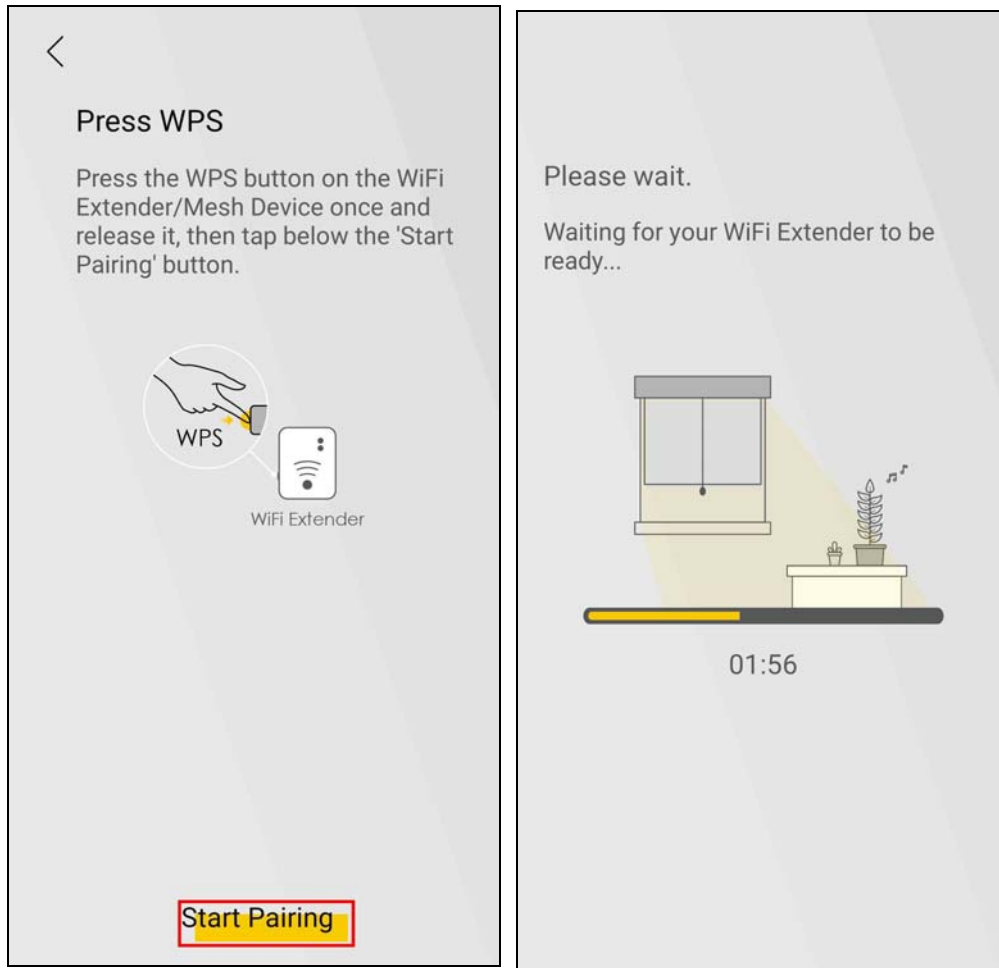 Press WPS
Press the WPS button on the WiFi
Extender/Mesh Device once and
release it, then tap below the 'Start
Pairing' button.
WPS
WiFi Extender
Start Pairing
Please wait.
Waiting for your WiFi Extender to be
ready...
01:56